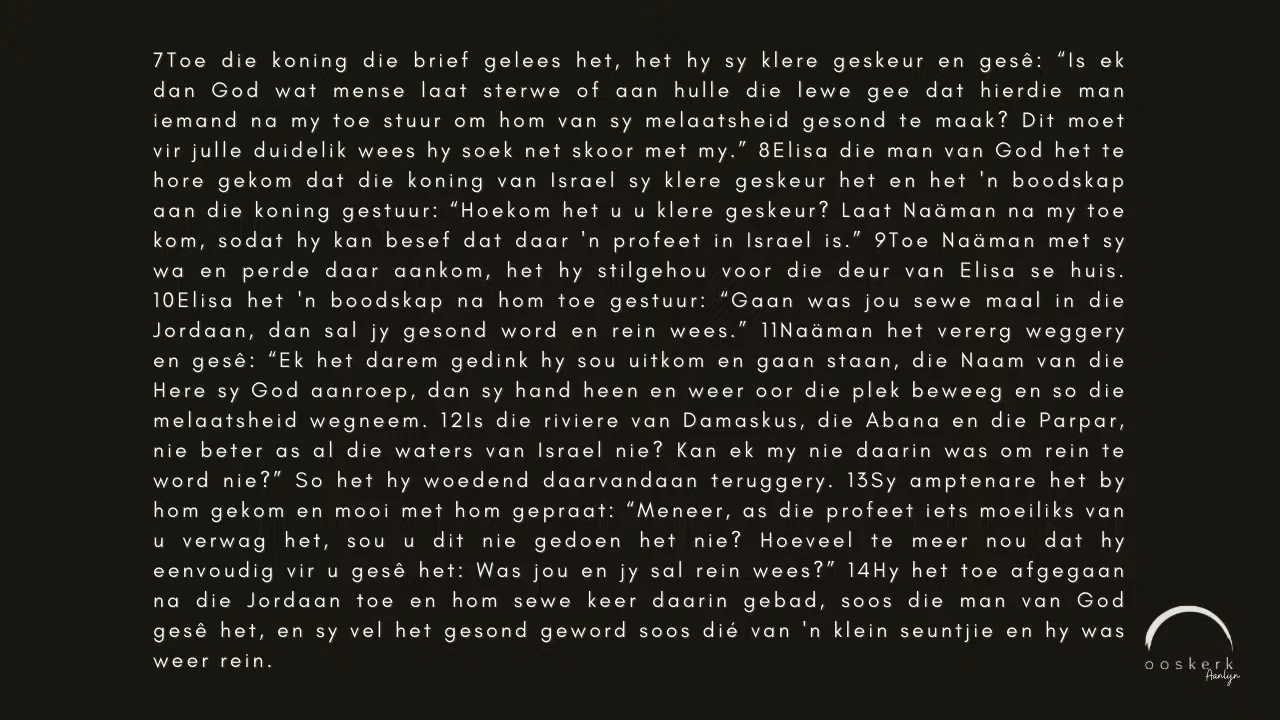 7Toe die koning die brief gelees het, het hy sy klere geskeur en gesê: “Is ek
dan God wat mense laat sterwe of aan hulle die lewe gee dat hierdie man
iemand na my toe stuur om hom van sy melaatsheid gesond te maak? Dit moet
vir julle duidelik wees hy soek net skoor met my.” 8Elisa die man van God het te
hore gekom dat die koning van Israel sy klere geskeur het en het 'n boodskap
aan die koning gestuur: “Hoekom het u u klere geskeur? Laat Naäman na my toe
kom, sodat hy kan besef dat daar 'n profeet in Israel is.” 9Toe Naäman met sy
wa en perde daar aankom, het hy stilgehou voor die deur van Elisa se huis.
10Elisa het 'n boodskap na hom toe gestuur: “Gaan was jou sewe maal in die
Jordaan, dan sal jy gesond word en rein wees.” 11Naäman het vererg weggery
en gesê: “Ek het darem gedink hy sou uitkom en gaan staan, die Naam van die
Here sy God aanroep, dan sy hand heen en weer oor die plek beweeg en so die
melaatsheid wegneem. 12Is die riviere van Damaskus, die Abana en die Parpar,
nie beter as al die waters van Israel nie? Kan ek my nie daarin was om rein te
word nie?” So het hy woedend daarvandaan teruggery. 13Sy amptenare het by
hom gekom en mooi met hom gepraat: “Meneer, as die profeet iets moeiliks van
u verwag het, sou u dit nie gedoen het nie? Hoeveel te meer nou dat hy
eenvoudig vir u gesê het: Was jou en jy sal rein wees?” 14Hy het toe afgegaan
na die Jordaan toe en hom sewe keer daarin gebad, soos die man van God
gesê het, en sy vel het gesond geword soos dié van 'n klein seuntjie en hy was
weer rein.
ooskerk
Aanlyn